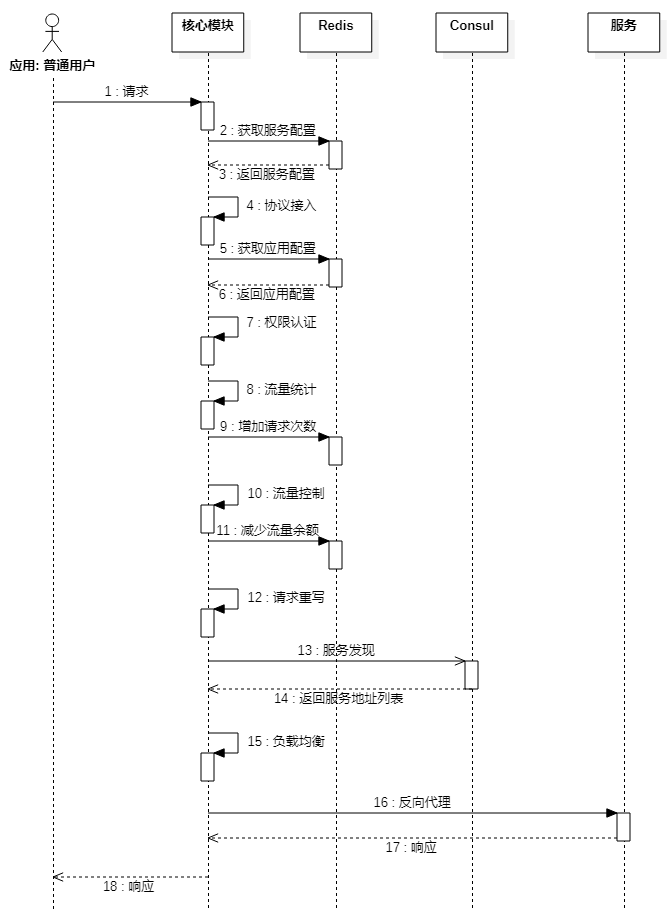 应用: 普通用户
核心模块
Redis
Consul
服务
1 : 请求
2 : 获取服务配置
3 : 返回服务配置
4 : 协议接入
5 : 获取应用配置
6 : 返回应用配置
7 : 权限认证
8 : 流量统计
9 : 增加请求次数
10 : 流量控制
11 : 减少流量余额
12 : 请求重写
13 : 服务发现
14 : 返回服务地址列表
15 : 负载均衡
16 : 反向代理
17 : 响应
18 : 响应